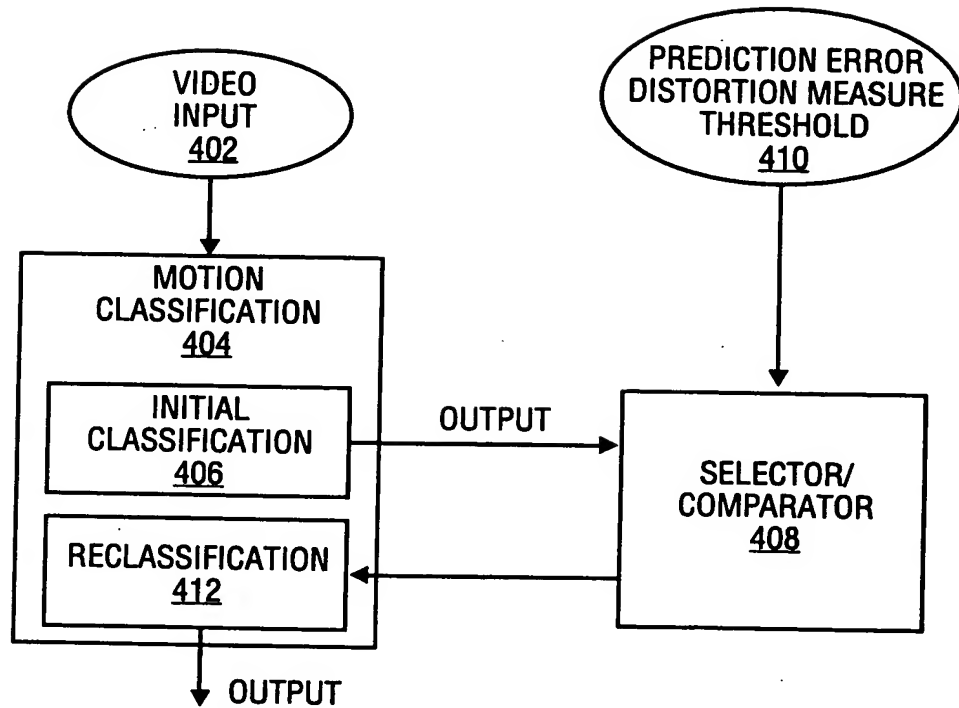 VIDEO
INPUT
402
PREDICTION ERROR
DISTORTION MEASURE
THRESHOLD
410
MOTION
CLASSIFICATION
404
INITIAL
CLASSIFICATION
406
OUTPUT
SELECTOR/
COMPARATOR
408
RECLASSIFICATION
412
OUTPUT